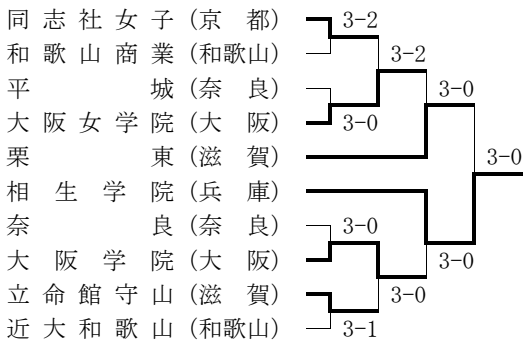 同志社女子(京都) 3-2
和歌山商業(和歌山) 3-2
平城(奈良) 3-0
大阪女学院(大阪) 3-0
栗東(滋賀) 3-0
相生学院(兵庫)
奈良(奈良) 3-0
大阪学院(大阪) 3-0
立命館守山(滋賀) 3-0
近大和歌山(和歌山) 3-1